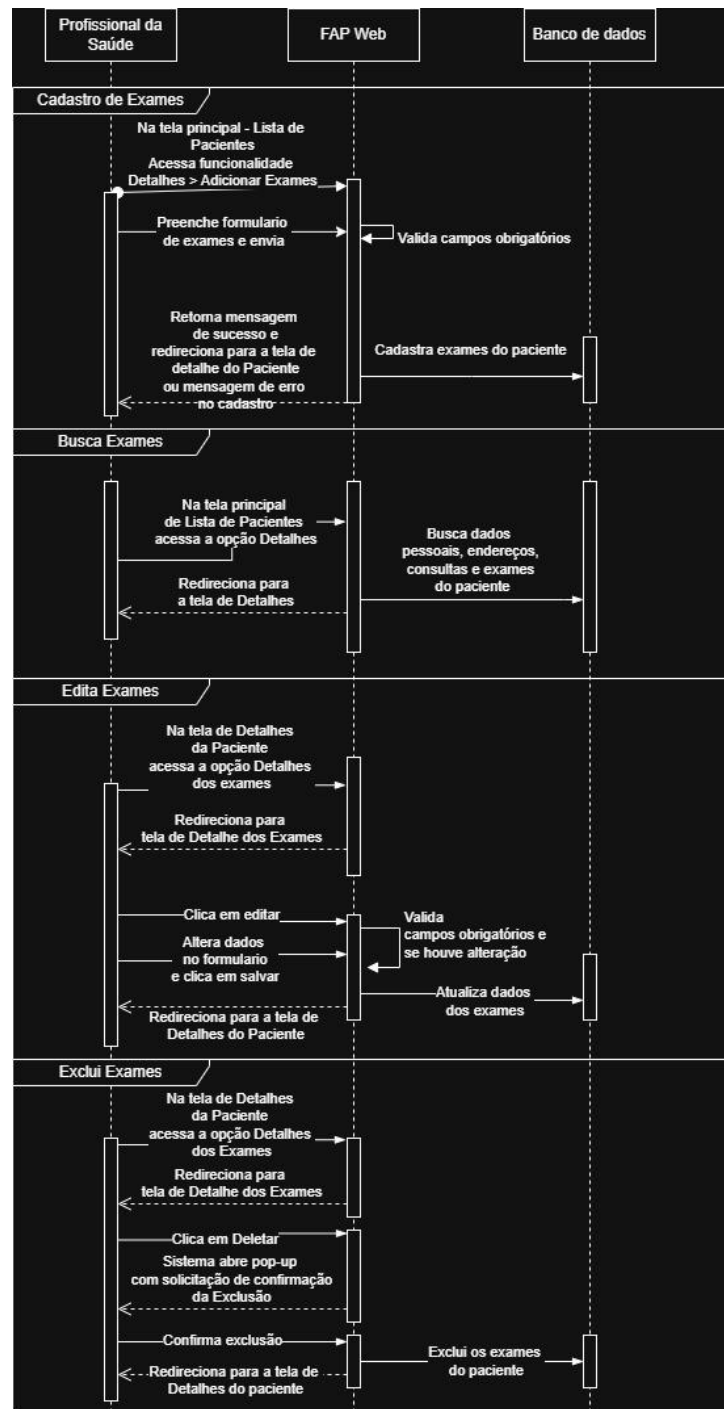 Profissional da
Saúde
FAP Web
Banco de dados
Cadastro de Exames
Na tela principal - Lista de
Pacientes
Acessa funcionalidade
Detalhes > Adicionar Exames
Preenche formulario
de exames e envia
Valida campos obrigatórios
Retorna mensagem
de sucesso e
redireciona para a tela de
detalhe do Paciente
ou mensagem de erro
no cadastro
Cadastra exames do paciente
Busca Exames
Na tela principal
de Lista de Pacientes
acessa a opção Detalhes
Busca dados
pessoais, endereços,
consultas e exames
do paciente
Redireciona para
a tela de Detalhes
Edita Exames
Na tela de Detalhes
da Paciente
acessa a opção Detalhes
dos exames
Redireciona para
tela de Detalhe dos Exames
Clica em editar
Valida
campos obrigatórios e
se houve alteração
Altera dados
no formulario
e clica em salvar
Atualiza dados
dos exames
Redireciona para a tela de
Detalhes do Paciente
Exclui Exames
Na tela de Detalhes
da Paciente
acessa a opção Detalhes
dos Exames
Redireciona para
tela de Detalhe dos Exames
Clica em Deletar
Sistema abre pop-up
com solicitação de confirmação
da Exclusão
Confirma exclusão
Exclui os exames
do paciente
Redireciona para a tela de
Detalhes do paciente